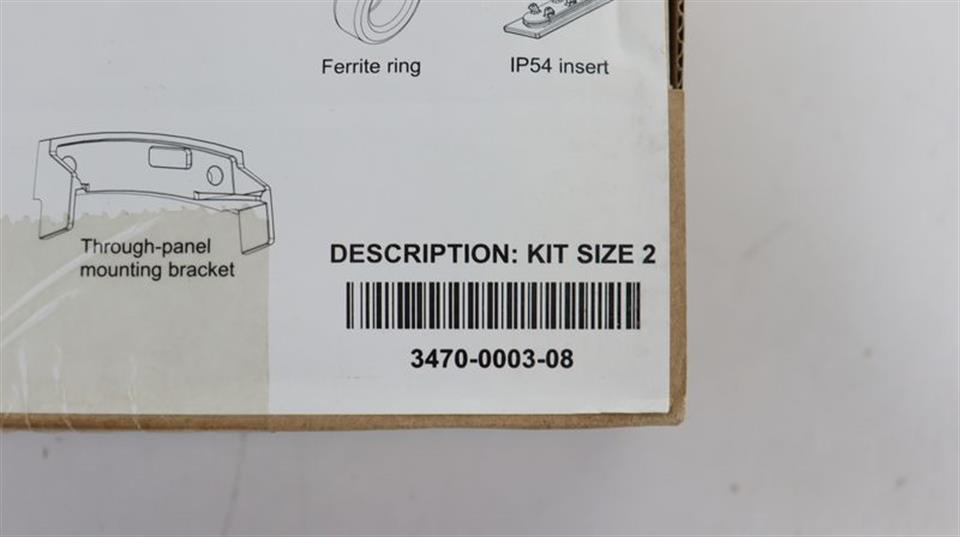 Ferrite ring
IP54 insert
Through-panel
mounting bracket
DESCRIPTION: KIT SIZE 2
3470-0003-08